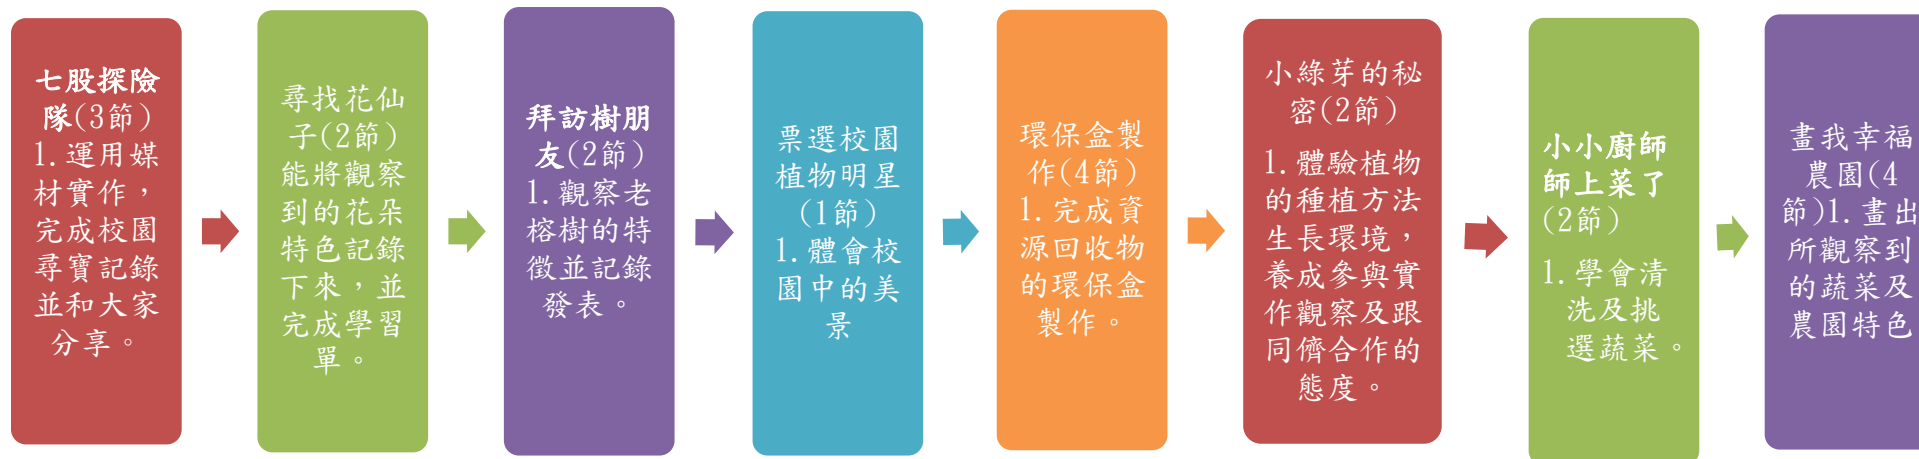 七股探險
隊(3節)
1.運用媒
材實作，
完成校園
尋寶記錄
並和大家
分享。
尋找花仙
子(2節)
能將觀察
到的花朵
特色記錄
下來，並
完成學習
單。
拜訪樹朋
友(2節)
1.觀察老
榕樹的特
徵並記錄
發表。
票選校園
植物明星
(1節)
1.體會校
園中的美
景
環保盒製
作(4節)
1.完成資
源回收物
的環保盒
製作。
小綠芽的秘
密(2節)
1.體驗植物
的種植方法
生長環境，
養成參與實
作觀察及跟
同儕合作的
態度。
小小廚師
師上菜了
(2節)
1.學會清
洗及挑
選蔬菜。
畫我幸福
農園(4
節)1.畫出
所觀察到
的蔬菜及
農園特色